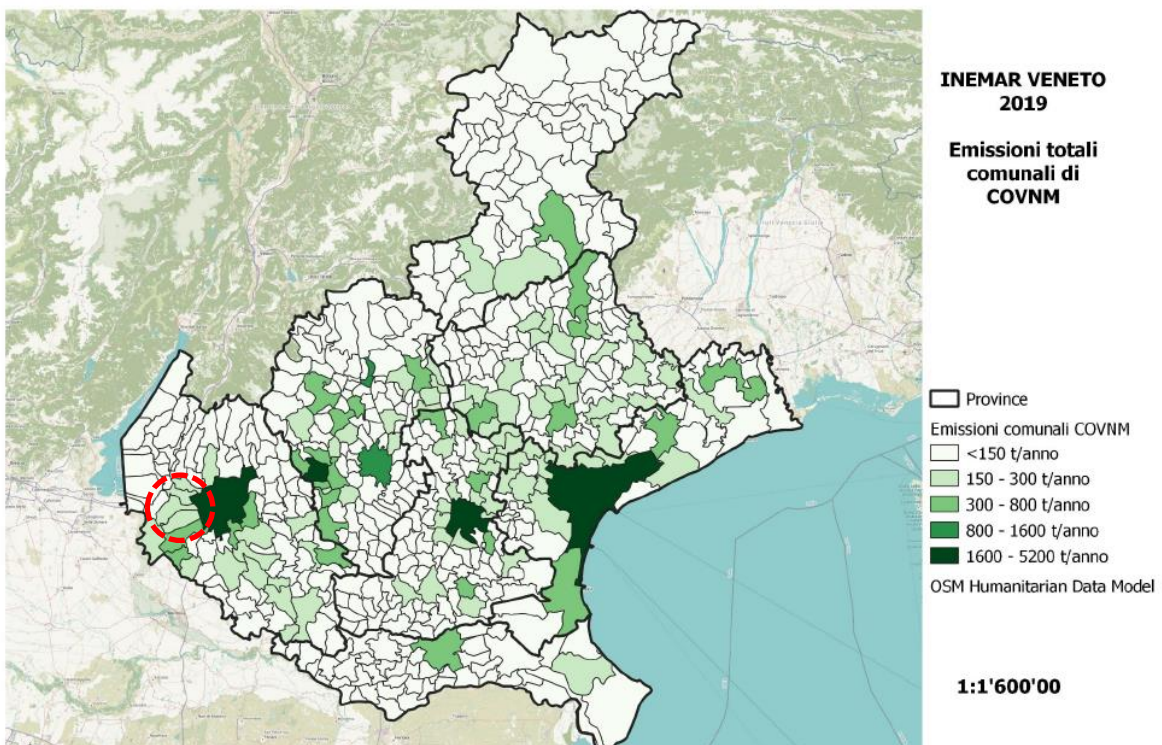 INEMAR VENETO
2019
Emissioni totali
comunali di
COVNM
Province
Emissioni comunali COVNM
<150 t/anno
150 - 300 t/anno
300 - 800 t/anno
800 - 1600 t/anno
1600 - 5200 t/anno
OSM Humanitarian Data Model
1:1'600'00